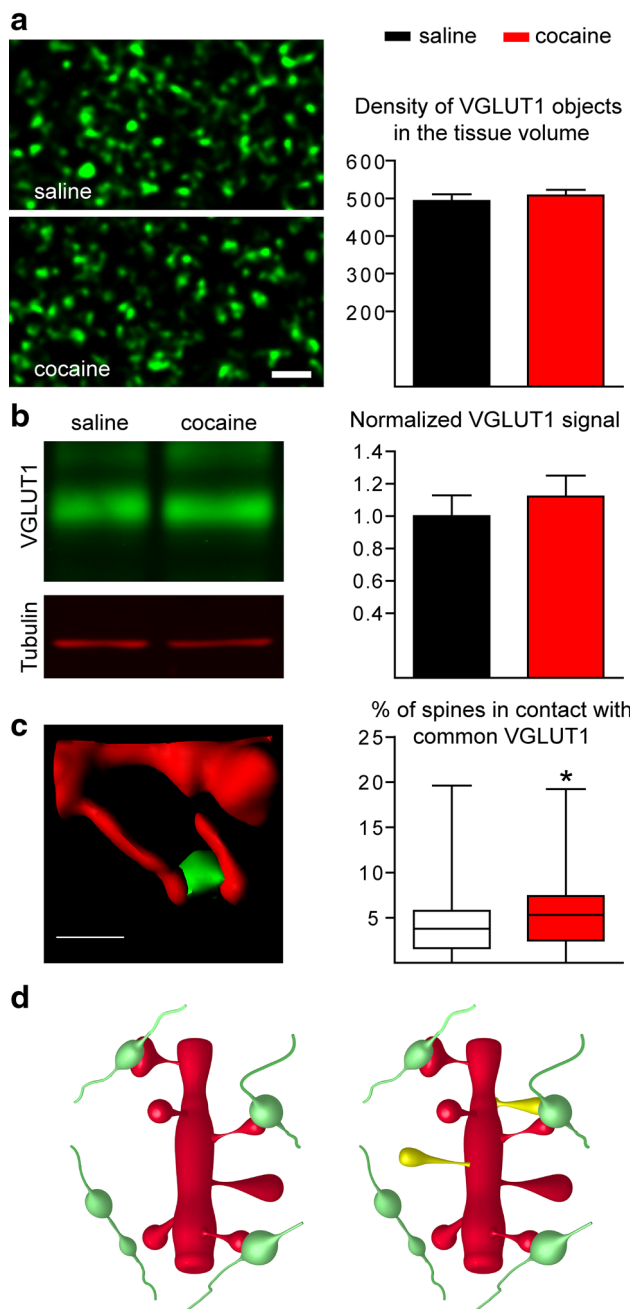 a
saline cocaine
saline
cocaine
Density of VGLUT1 objects
in the tissue volume
600
500
400
300
200
b
saline cocaine
VGLUT1
Tubulin
Normalized VGLUT1 signal
1.4
1.2
1.0
0.8
0.6
0.4
c
% of spines in contact with
common VGLUT1
25
20
15
10
5
*
d